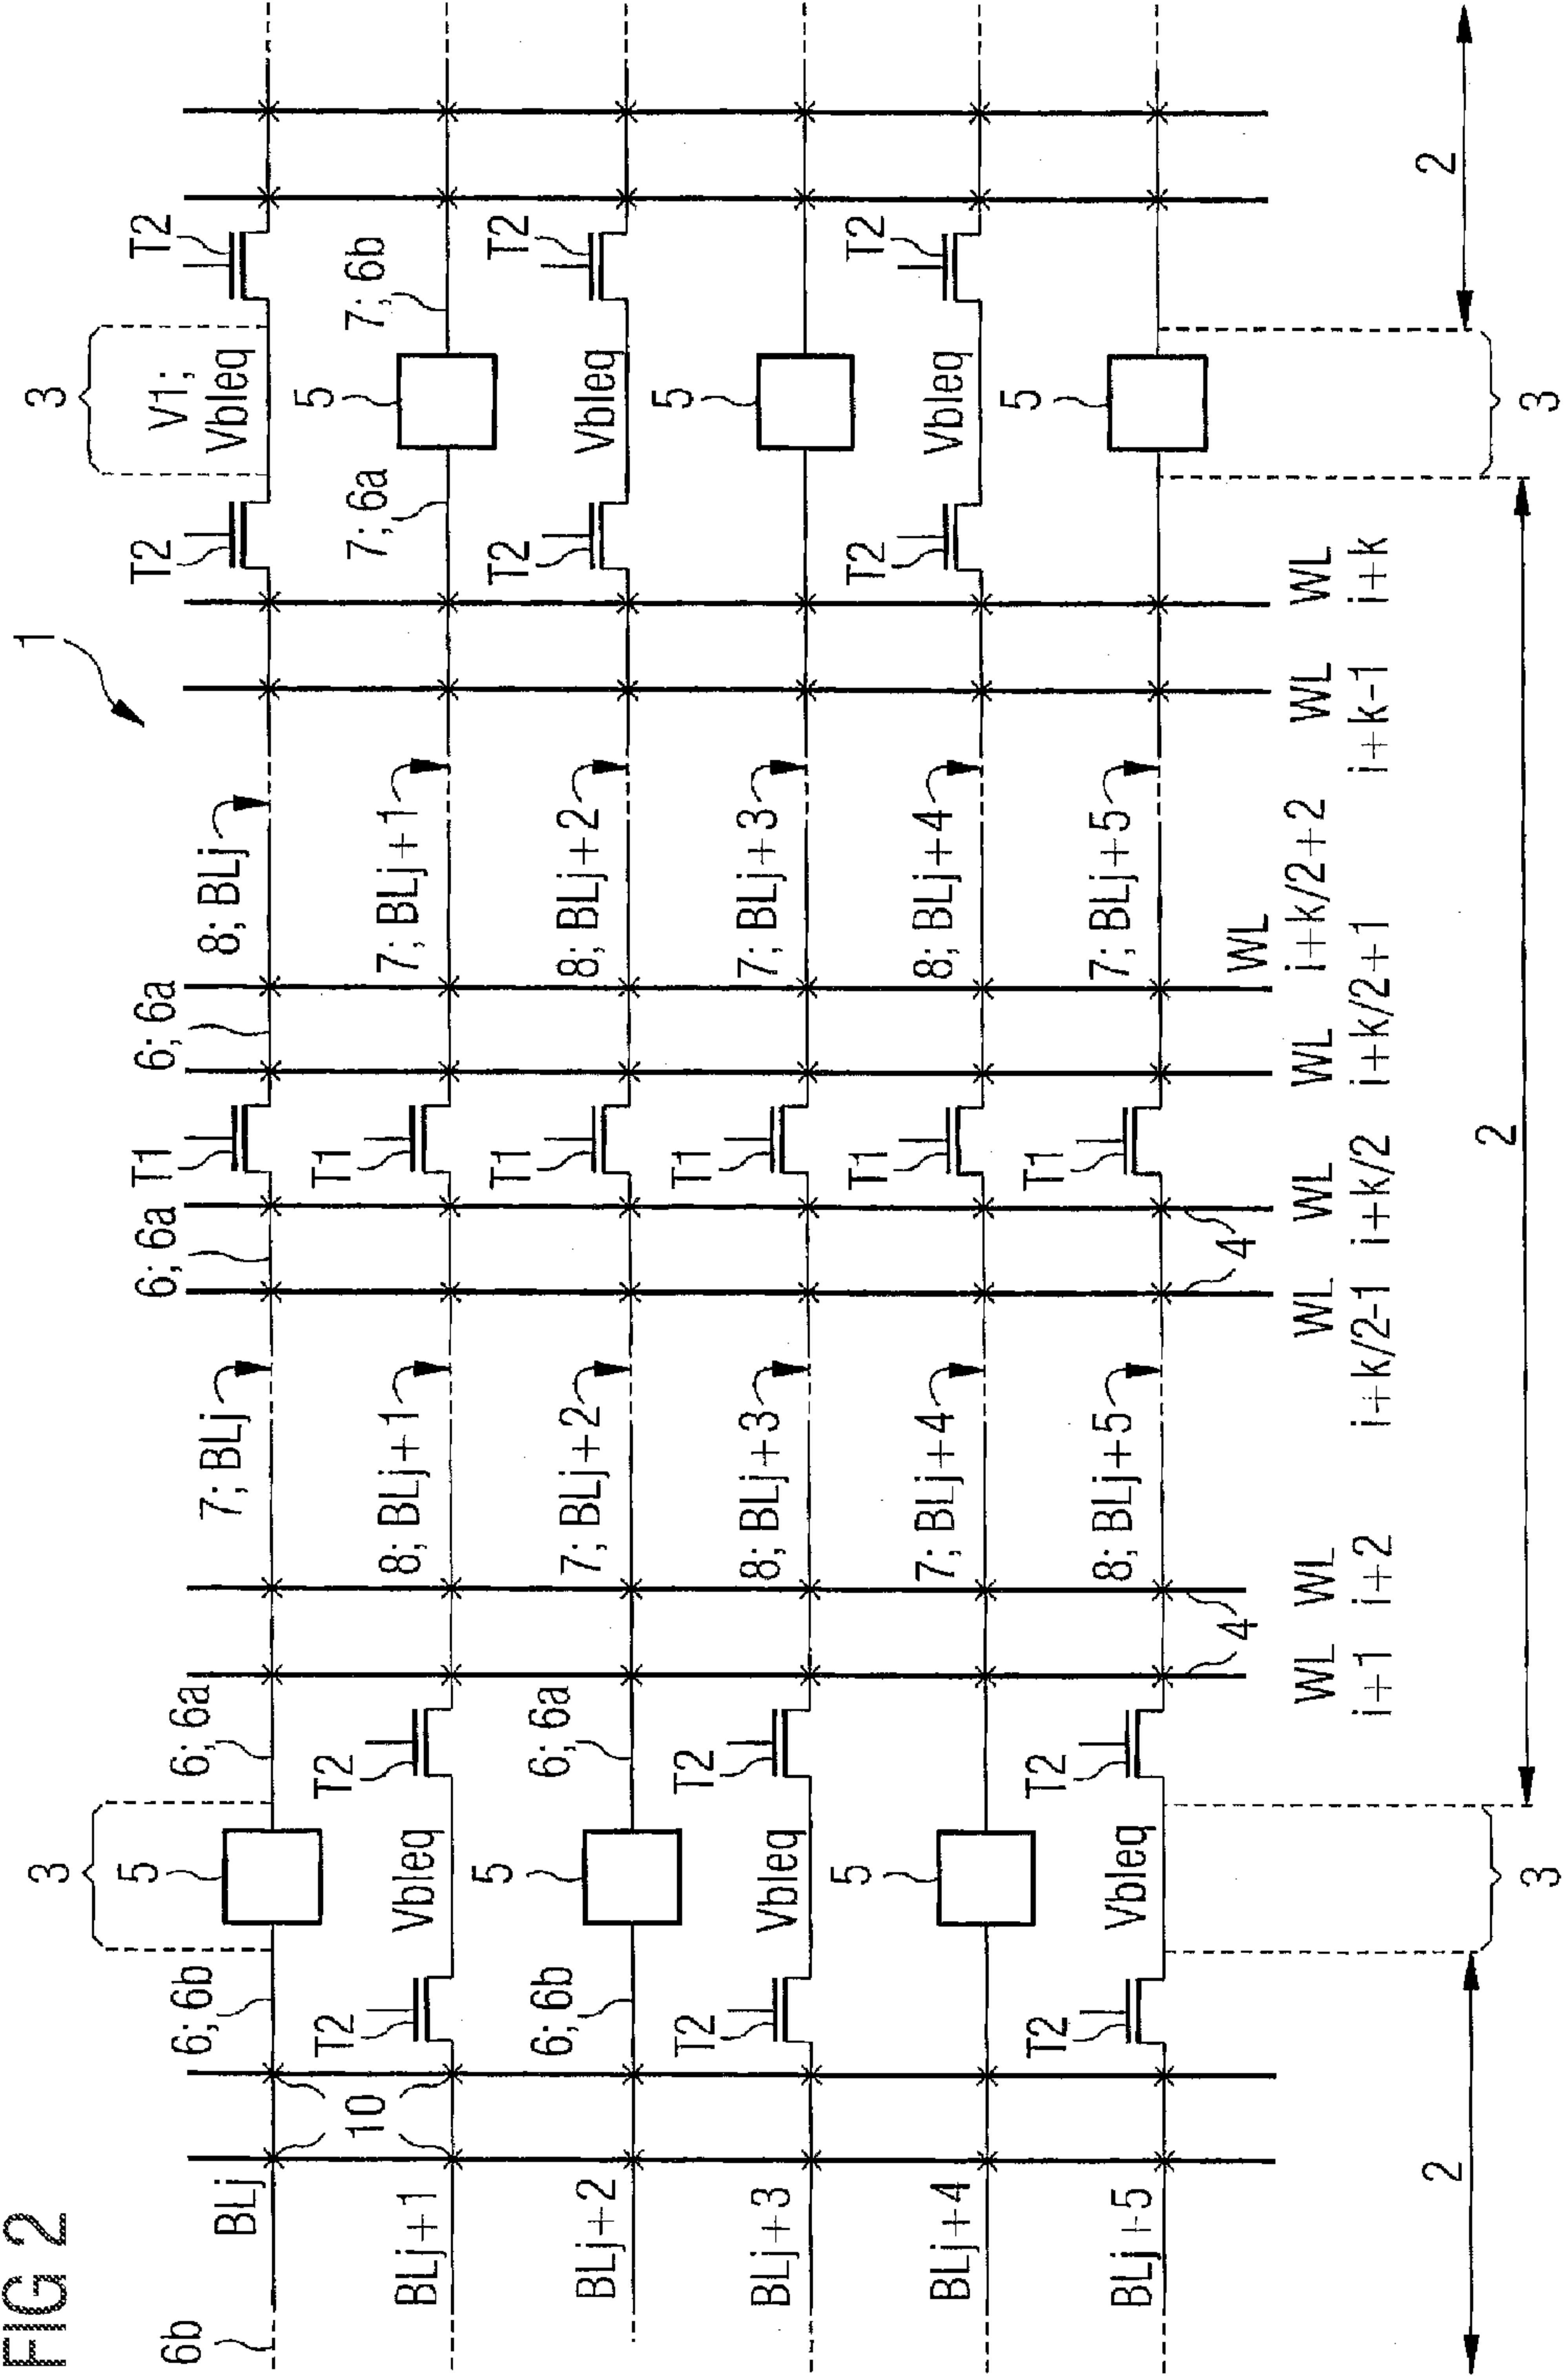 FIG 2
1
3
3
T2
T2
T1
T2
T2
6b
6; 6b
5
6; 6a
6; 6a
6; 6a
V1;
Vbleq
BLj
10
7; BLj
8; BLj
T2
T2
T1
7; 6a
5
7; 6b
BLj+1
Vbleq
8; BLj+1
7; BLj+1
6; 6b
5
6; 6a
T1
T2
T2
BLj+2
7; BLj+2
8; BLj+2
Vbleq
T2
T2
T1
5
BLj+3
Vbleq
8; BLj+3
7; BLj+3
5
T1
T2
T2
BLj+4
7; BLj+4
8; BLj+4
Vbleq
T2
T2
T1
5
BLj+5
Vbleq
8; BLj+5
7; BLj+5
4
4
WL
WL
WL
WL
WL
WL
WL
WL
i+1
i+2
i+k/2-1
i+k/2
i+k/2+1
i+k/2+2
i+k-1
i+k
2
2
2
3
3